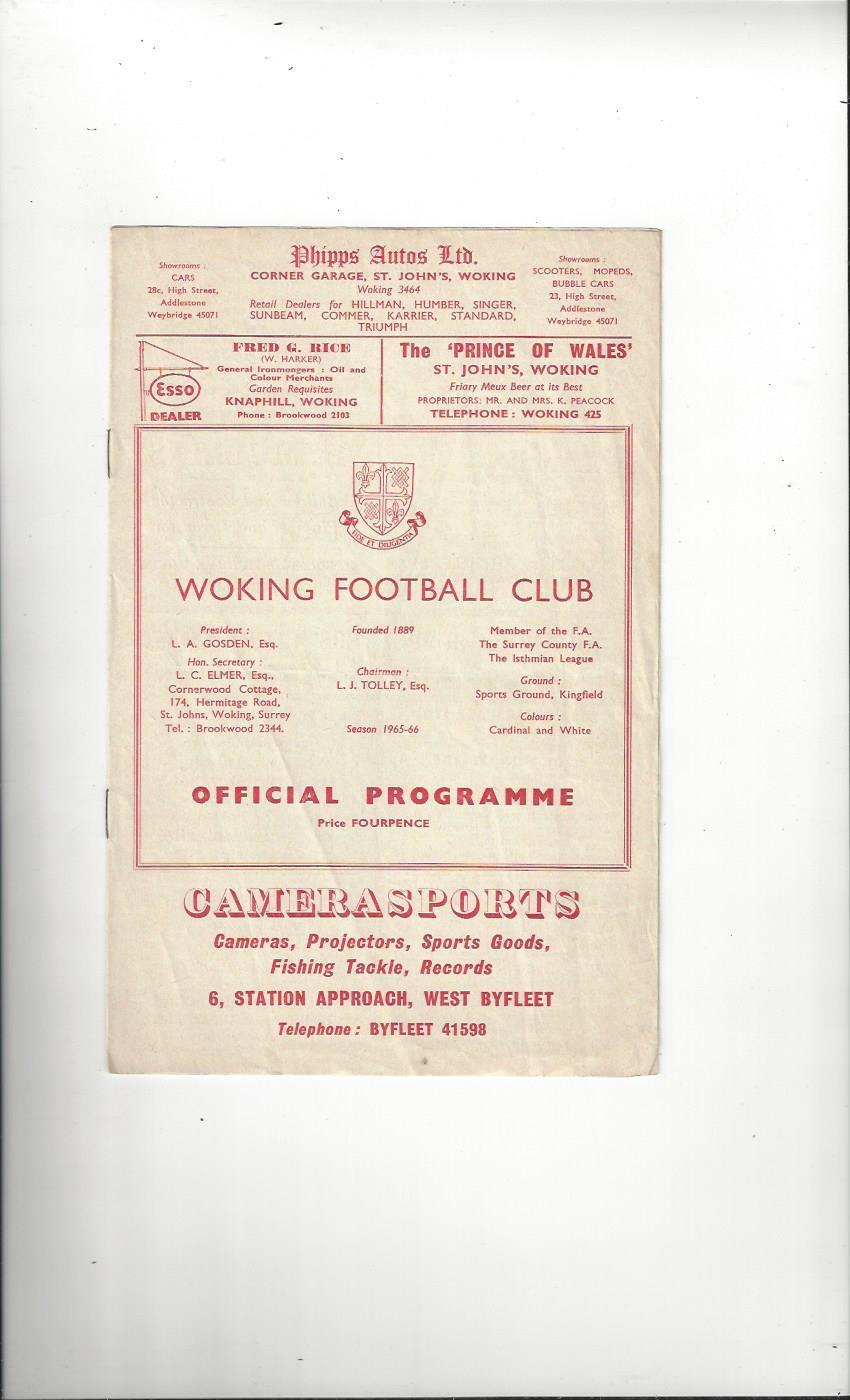 Phipps Autos Ltd.
CORNER GARAGE, ST. JOHN'S, WOKING
Woking 3464
Retail Dealers for HILLMAN, HUMBER, SINGER,
SUNBEAM, COMMER, KARRIER, STANDARD,
TRIUMPH
Showrooms :
CARS
28c, High Street,
Addlestone
Weybridge 45071
Showrooms :
SCOOTERS, MOPEDS,
BUBBLE CARS
23, High Street,
Addlestone
Weybridge 45071
Esso
DEALER
FRED G. RICE
(W. HARKER)
General Ironmongers : Oil and
Colour Merchants
Garden Requisites
KNAPHILL, WOKING
Phone : Brookwood 2103
The 'PRINCE OF WALES'
ST. JOHN'S, WOKING
Friary Meux Beer at its Best
PROPRIETORS: MR. AND MRS. K. PEACOCK
TELEPHONE : WOKING 425
FIDE ET DILIGENTIA
WOKING FOOTBALL CLUB
President :
L. A. GOSDEN, Esq.
Hon. Secretary :
L. C. ELMER, Esq.,
Cornerwood Cottage,
174, Hermitage Road,
St. Johns, Woking, Surrey
Tel. : Brookwood 2344.
Founded 1889
Chairman :
L. J. TOLLEY, Esq.
Season 1965-66
Member of the F.A.
The Surrey County F.A.
The Isthmian League
Ground :
Sports Ground, Kingfield
Colours :
Cardinal and White
OFFICIAL PROGRAMME
Price FOURPENCE
CAMERASPORTS
Cameras, Projectors, Sports Goods,
Fishing Tackle, Records
6, STATION APPROACH, WEST BYFLEET
Telephone : BYFLEET 41598